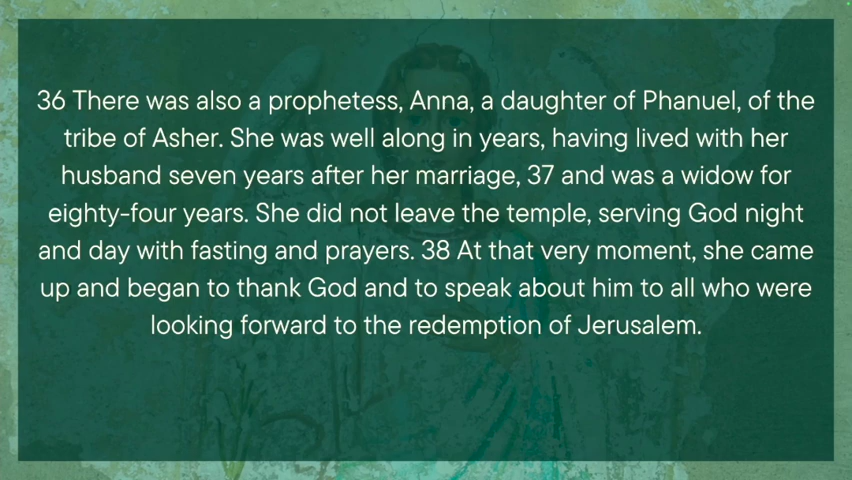 36 There was also a prophetess, Anna, a daughter of Phanuel, of the
tribe of Asher. She was well along in years, having lived with her
husband seven years after her marriage, 37 and was a widow for
eighty-four years. She did not leave the temple, serving God night
and day with fasting and prayers. 38 At that very moment, she came
up and began to thank God and to speak about him to all who were
looking forward to the redemption of Jerusalem.